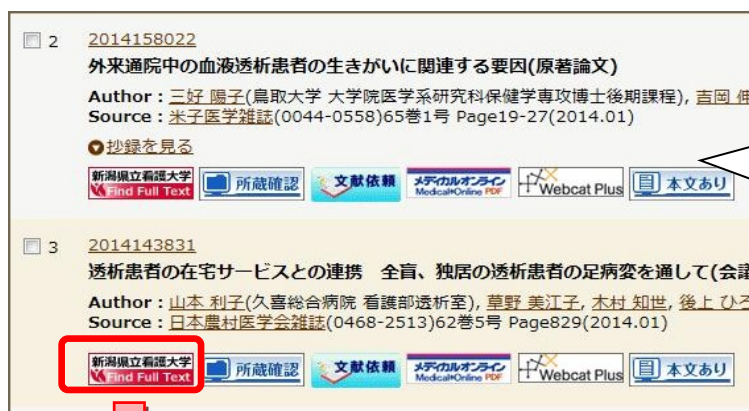 2 2014158022
外来通院中の血液透析患者の生きがいに関連する要因(原著論文)
Author：三好 陽子(鳥取大学 大学院医学系研究科保健学専攻博士後期課程), 吉岡
Source：米子医学雑誌(0044-0558)65巻1号 Page19-27(2014.01)
抄録を見る
新潟県立看護大学 Find Full Text 所蔵確認 文献依頼 メディカルオンライン MedicalOnline PDF Webcat Plus 本文あり
3 2014143831
透析患者の在宅サービスとの連携 全盲、独居の透析患者の足病変を通して(会議
Author：山本 利子(久喜総合病院 看護部透析室), 草野 美江子, 木村 知世, 後上 ひろ
Source：日本農村医学会雑誌(0468-2513)62巻5号 Page829(2014.01)
新潟県立看護大学 Find Full Text 所蔵確認 文献依頼 メディカルオンライン MedicalOnline PDF Webcat Plus 本文あり